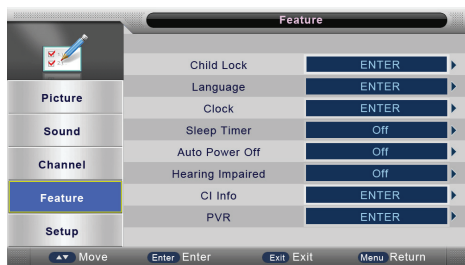 Feature
Child Lock ENTER
Language ENTER
Clock ENTER
Sleep Timer Off
Auto Power Off Off
Hearing Impaired Off
CI Info ENTER
PVR ENTER
Picture
Sound
Channel
Feature
Setup
Move Enter Enter Exit Exit Menu Return